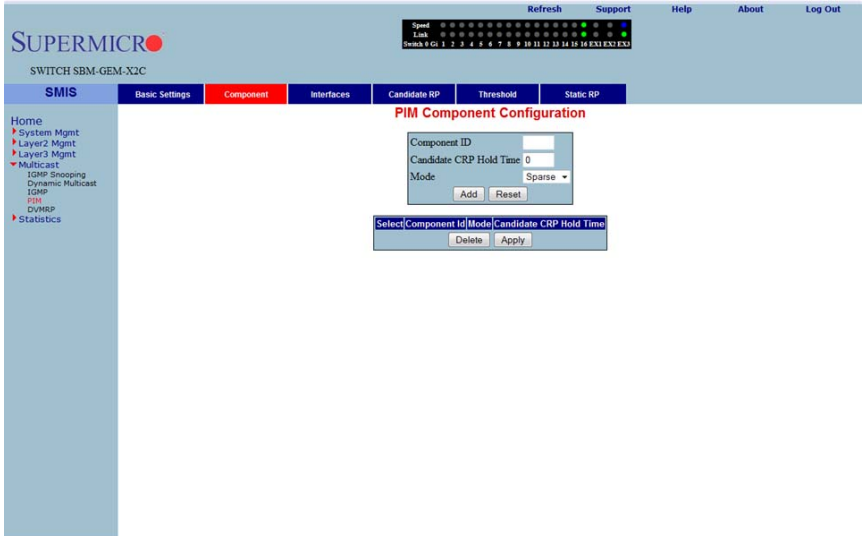 Refresh Support Help About Log Out
SUPERMICRO
SWITCH SBM-GEM-X2C
Speed
Link
Switch 0 Gi 1 2 3 4 5 6 7 8 9 10 11 12 13 14 15 16 EX1 EX2 EX3
SMIS
Basic Settings Component Interfaces Candidate RP Threshold Static RP
Home
System Mgmt
Layer2 Mgmt
Layer3 Mgmt
Multicast
IGMP Snooping
Dynamic Multicast
IGMP
PIM
DVMRP
Statistics
PIM Component Configuration
Component ID
Candidate CRP Hold Time 0
Mode Sparse
Add Reset
Select Component Id Mode Candidate CRP Hold Time
Delete Apply